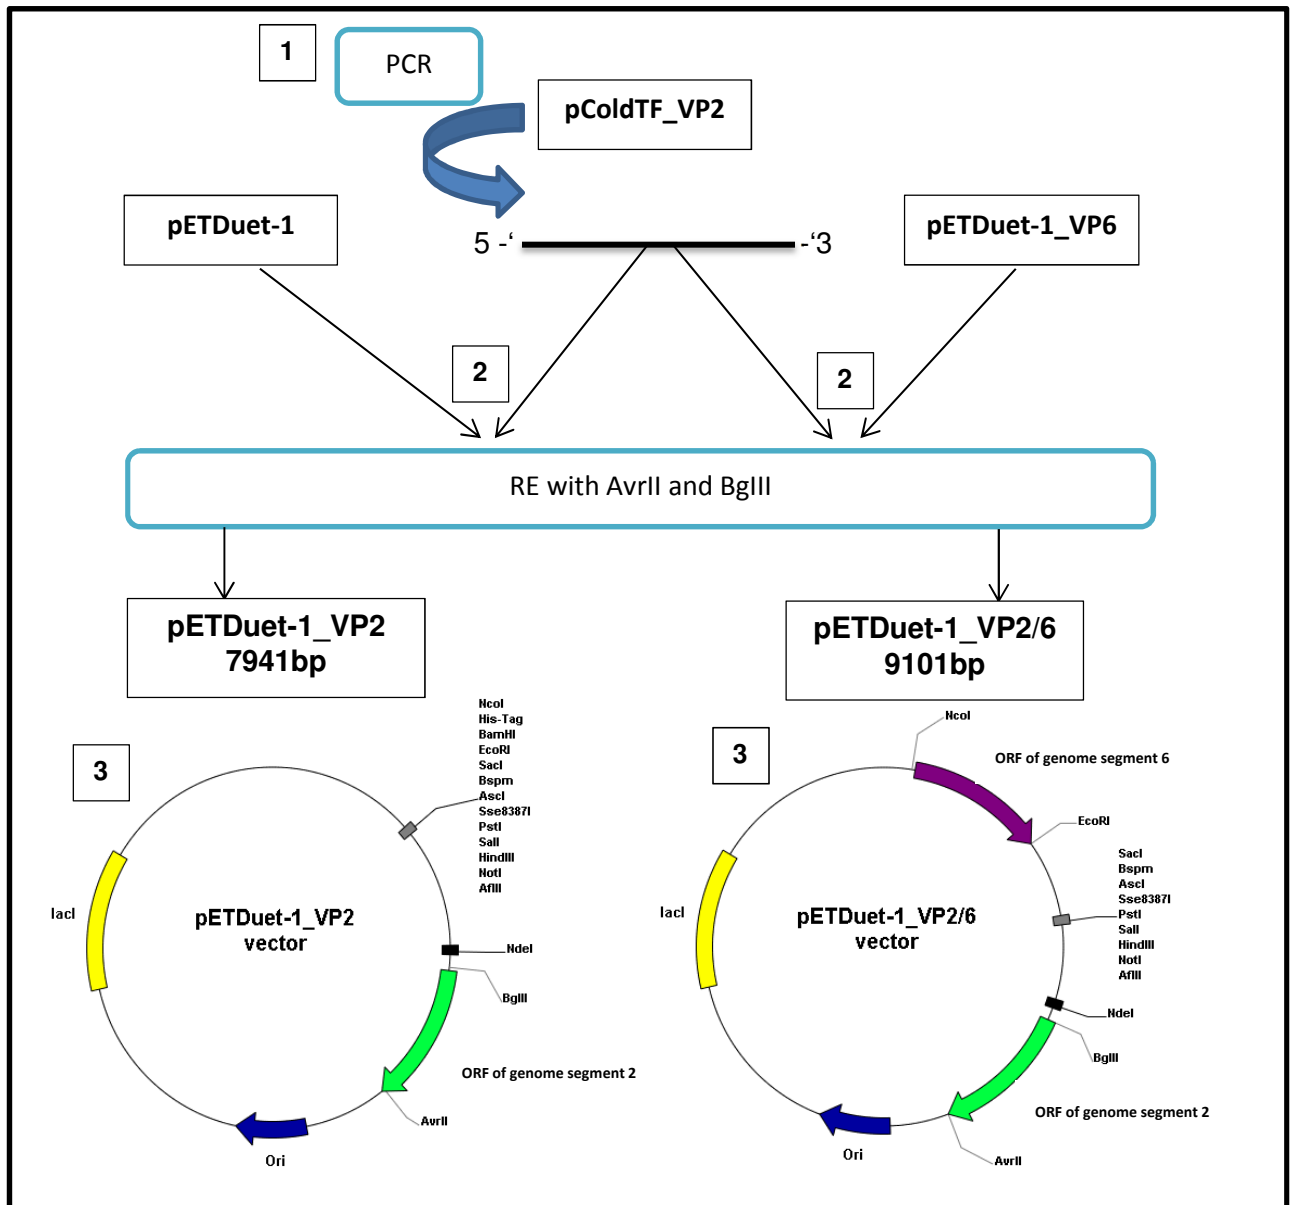 1
PCR
pColdTF_VP2
pETDuet-1
5 -‘
-‘3
pETDuet-1_VP6
2
2
RE with AvrII and BglII
pETDuet-1_VP2
7941bp
pETDuet-1_VP2/6
9101bp
3
NcoI
His-Tag
BamHI
EcoRI
SacI
Bspm
AscI
Sse8387I
PstI
SalI
HindIII
NotI
AflII
lacI
pETDuet-1_VP2
vector
NdeI
BglII
ORF of genome segment 2
AvrII
Ori
3
NcoI
ORF of genome segment 6
EcoRI
SacI
Bspm
AscI
Sse8387I
PstI
SalI
HindIII
NotI
AflII
lacI
pETDuet-1_VP2/6
vector
NdeI
BglII
ORF of genome segment 2
AvrII
Ori